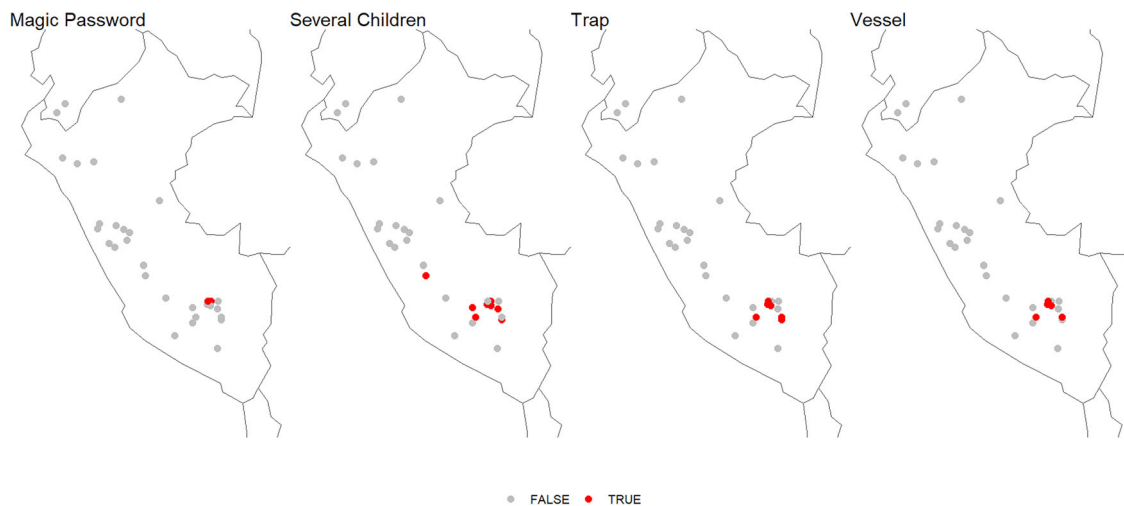 Magic Password
Several Children
Trap
Vessel
FALSE
TRUE